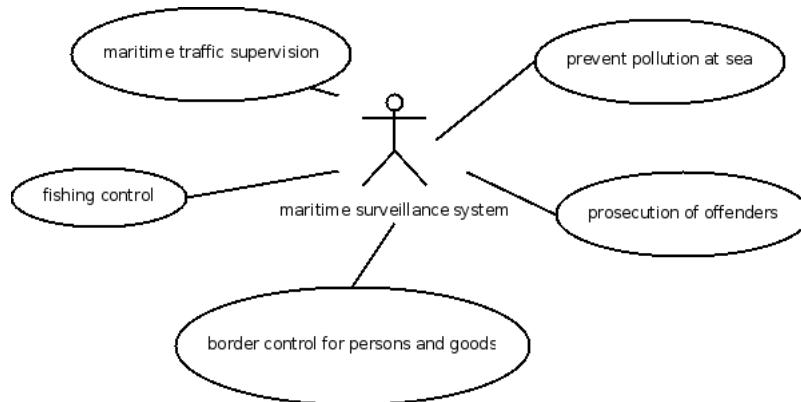 maritime traffic supervision
prevent pollution at sea
fishing control
maritime surveillance system
prosecution of offenders
border control for persons and goods